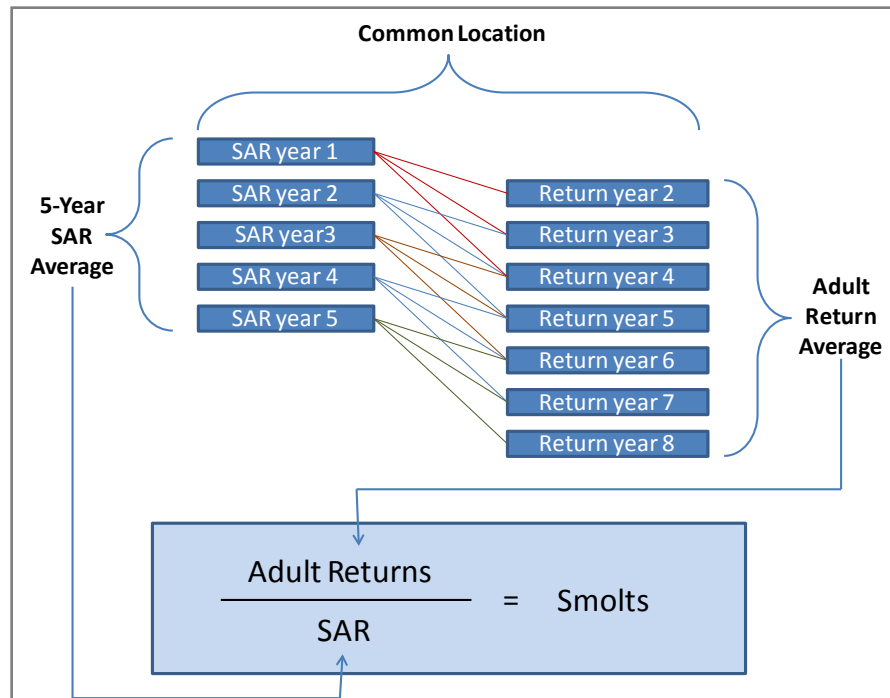 Common Location
SAR year 1
SAR year 2
SAR year3
SAR year 4
SAR year 5
5-Year
SAR
Average
Return year 2
Return year 3
Return year 4
Return year 5
Return year 6
Return year 7
Return year 8
Adult
Return
Average
Adult Returns
SAR
= Smolts